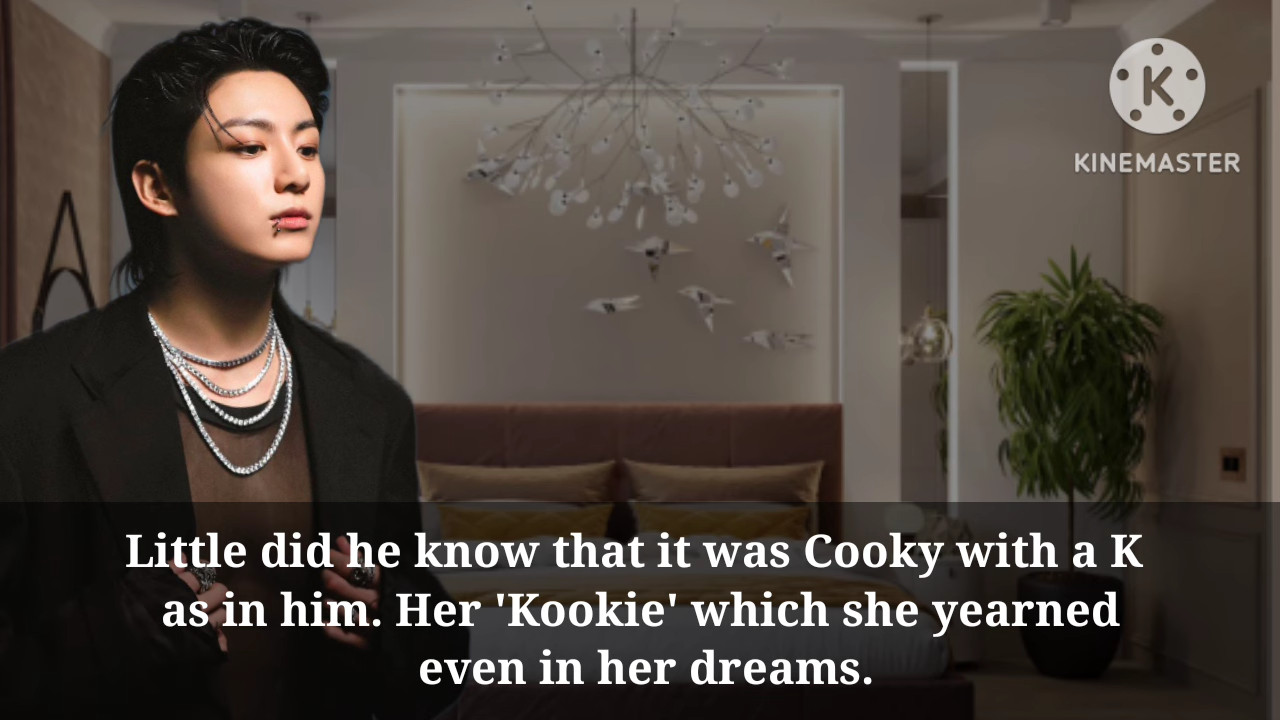 K
KINEMASTER
Little did he know that it was Cooky with a K
as in him. Her 'Kookie' which she yearned
even in her dreams.